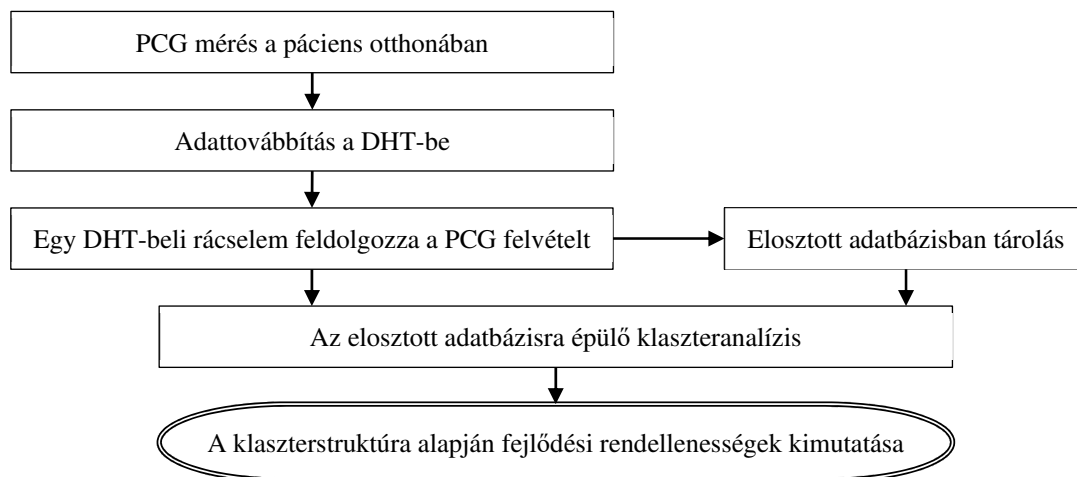 PCG mérés a páciens otthonában
Adattovábbítás a DHT-be
Egy DHT-beli rácselem feldolgozza a PCG felvételt
Elosztott adatbázisban tárolás
Az elosztott adatbázisra épülő klaszteranalízis
A klaszterstruktúra alapján fejlődési rendellenességek kimutatása